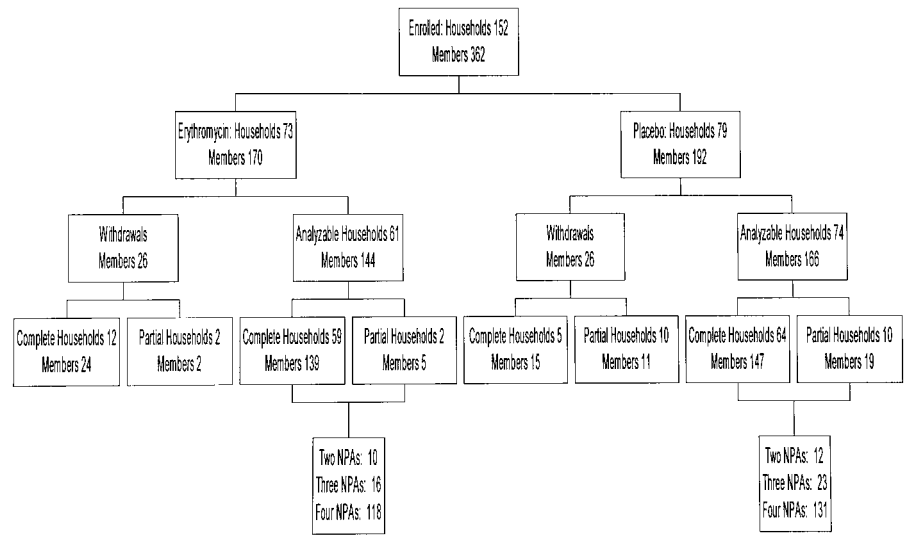 Enrolled: Households 152
Members 362
Erythromycin: Households 73
Members 170
Placebo: Households 79
Members 192
Withdrawals
Members 26
Analyzable Households 61
Members 144
Withdrawals
Members 26
Analyzable Households 74
Members 166
Complete Households 12
Members 24
Partial Households 2
Members 2
Complete Households 59
Members 139
Partial Households 2
Members 5
Complete Households 5
Members 15
Partial Households 10
Members 11
Complete Households 64
Members 147
Partial Households 10
Members 19
Two NPAs: 10
Three NPAs: 16
Four NPAs: 118
Two NPAs: 12
Three NPAs: 23
Four NPAs: 131